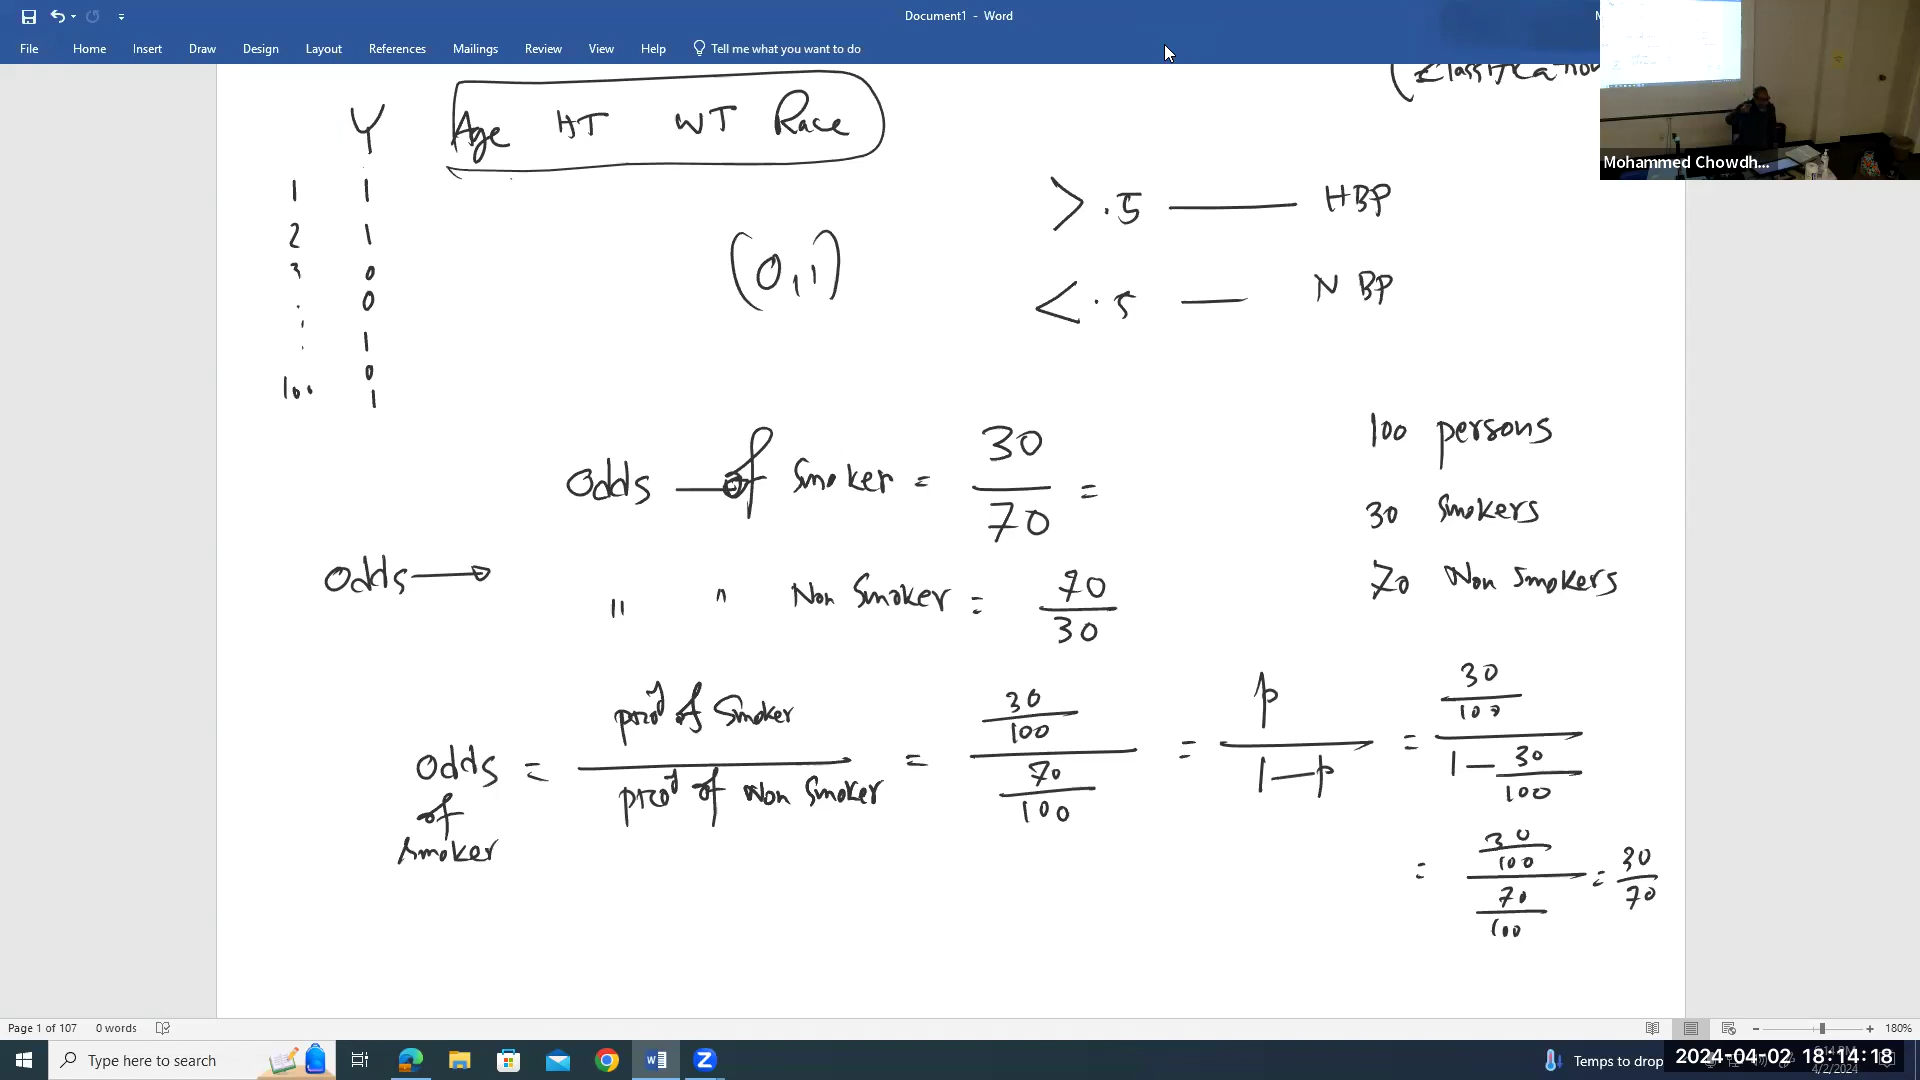 Document1 - Word
File Home Insert Draw Design Layout References Mailings Review View Help Tell me what you want to do
(Classification
Y Age HT WT Race
Mohammed Chowdh...
1 1
2 1
3 0
. 0
: 1
0
100 1
(0,1)
> .5 — HBP
< .5 — N BP
100 persons
30 Smokers
70 Non Smokers
Odds — of Smoker = 30/70 =
Odds →
" " Non Smoker = 70/30
Odds of Smoker = prob of Smoker / prob of Non Smoker = 30/100 / 70/100 = p / 1-p = 30/100 / 1-30/100
= 30/100 / 70/100 = 30/70
Page 1 of 107 0 words 180%
Type here to search Temps to drop
2024-04-02 18:14:18
4/2/2024